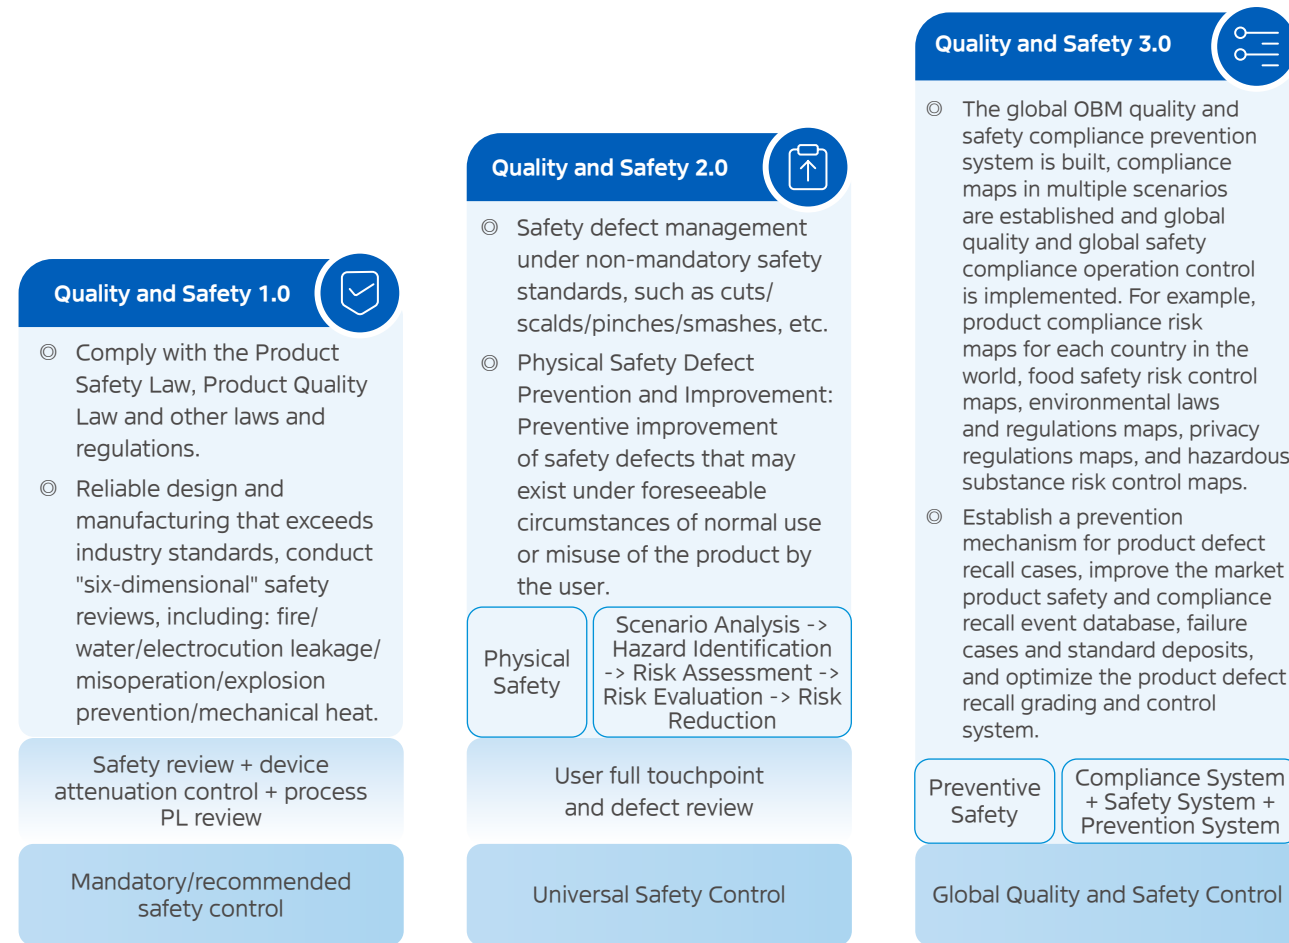 Quality and Safety 1.0
◎ Comply with the Product
Safety Law, Product Quality
Law and other laws and
regulations.
◎ Reliable design and
manufacturing that exceeds
industry standards, conduct
"six-dimensional" safety
reviews, including: fire/
water/electrocution leakage/
misoperation/explosion
prevention/mechanical heat.
Safety review + device
attenuation control + process
PL review
Mandatory/recommended
safety control
Quality and Safety 2.0
◎ Safety defect management
under non-mandatory safety
standards, such as cuts/
scalds/pinches/smashes, etc.
◎ Physical Safety Defect
Prevention and Improvement:
Preventive improvement
of safety defects that may
exist under foreseeable
circumstances of normal use
or misuse of the product by
the user.
Physical
Safety
Scenario Analysis ->
Hazard Identification
-> Risk Assessment ->
Risk Evaluation -> Risk
Reduction
User full touchpoint
and defect review
Universal Safety Control
Quality and Safety 3.0
◎ The global OBM quality and
safety compliance prevention
system is built, compliance
maps in multiple scenarios
are established and global
quality and global safety
compliance operation control
is implemented. For example,
product compliance risk
maps for each country in the
world, food safety risk control
maps, environmental laws
and regulations maps, privacy
regulations maps, and hazardous
substance risk control maps.
◎ Establish a prevention
mechanism for product defect
recall cases, improve the market
product safety and compliance
recall event database, failure
cases and standard deposits,
and optimize the product defect
recall grading and control
system.
Preventive
Safety
Compliance System
+ Safety System +
Prevention System
Global Quality and Safety Control